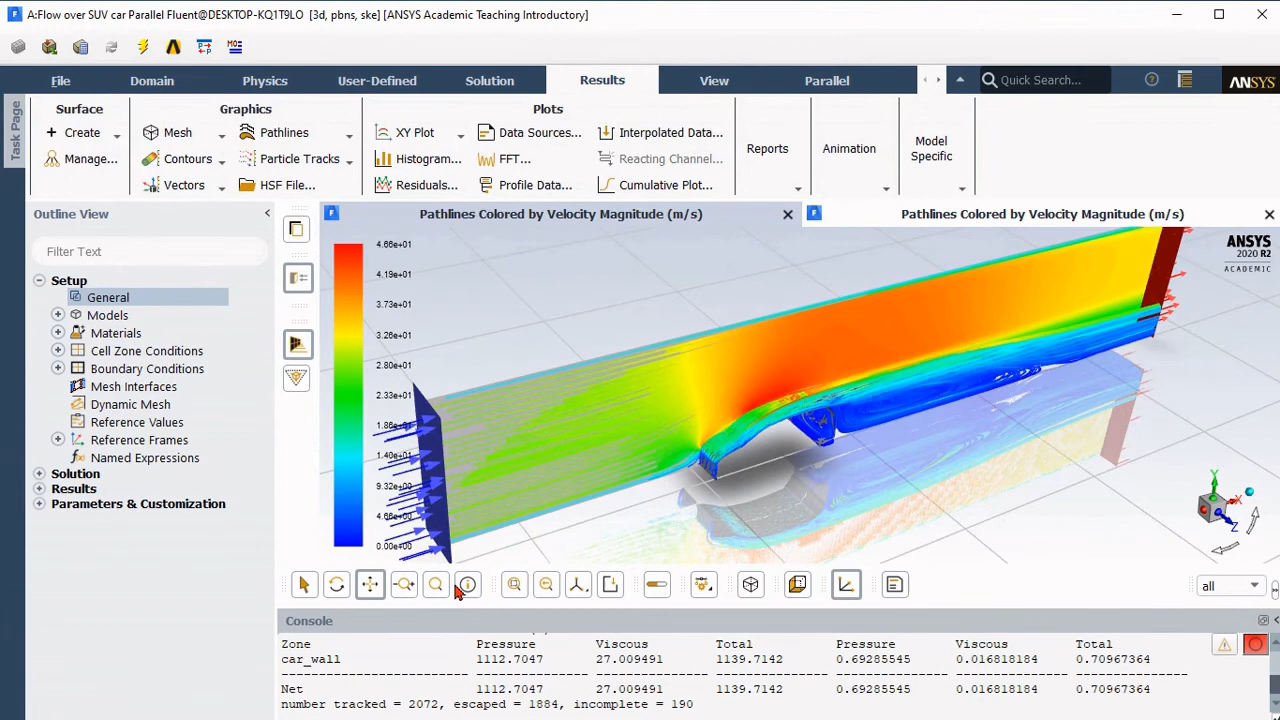 A:Flow over SUV car Parallel Fluent@DESKTOP-KQ1T9LO [3d, pbns, ske] [ANSYS Academic Teaching Introductory]
File Domain Physics User-Defined Solution Results View Parallel Quick Search... ANSYS
Task Page
Surface
Create
Manage...
Graphics
Mesh Pathlines
Contours Particle Tracks
Vectors HSF File...
Plots
XY Plot Data Sources... Interpolated Data...
Histogram... FFT... Reacting Channel...
Residuals... Profile Data... Cumulative Plot...
Reports
Animation
Model
Specific
Outline View
Filter Text
Setup
General
Models
Materials
Cell Zone Conditions
Boundary Conditions
Mesh Interfaces
Dynamic Mesh
Reference Values
Reference Frames
Named Expressions
Solution
Results
Parameters & Customization
Pathlines Colored by Velocity Magnitude (m/s)
Pathlines Colored by Velocity Magnitude (m/s)
ANSYS
2020 R2
ACADEMIC
4.66e+01
4.19e+01
3.73e+01
3.26e+01
2.80e+01
2.33e+01
1.86e+01
1.40e+01
9.32e+00
4.66e+00
0.00e+00
Y
X
Z
all
Console
Zone Pressure Viscous Total Pressure Viscous Total
car_wall 1112.7047 27.009491 1139.7142 0.69285545 0.016818184 0.70967364
Net 1112.7047 27.009491 1139.7142 0.69285545 0.016818184 0.70967364
number tracked = 2072, escaped = 1884, incomplete = 190